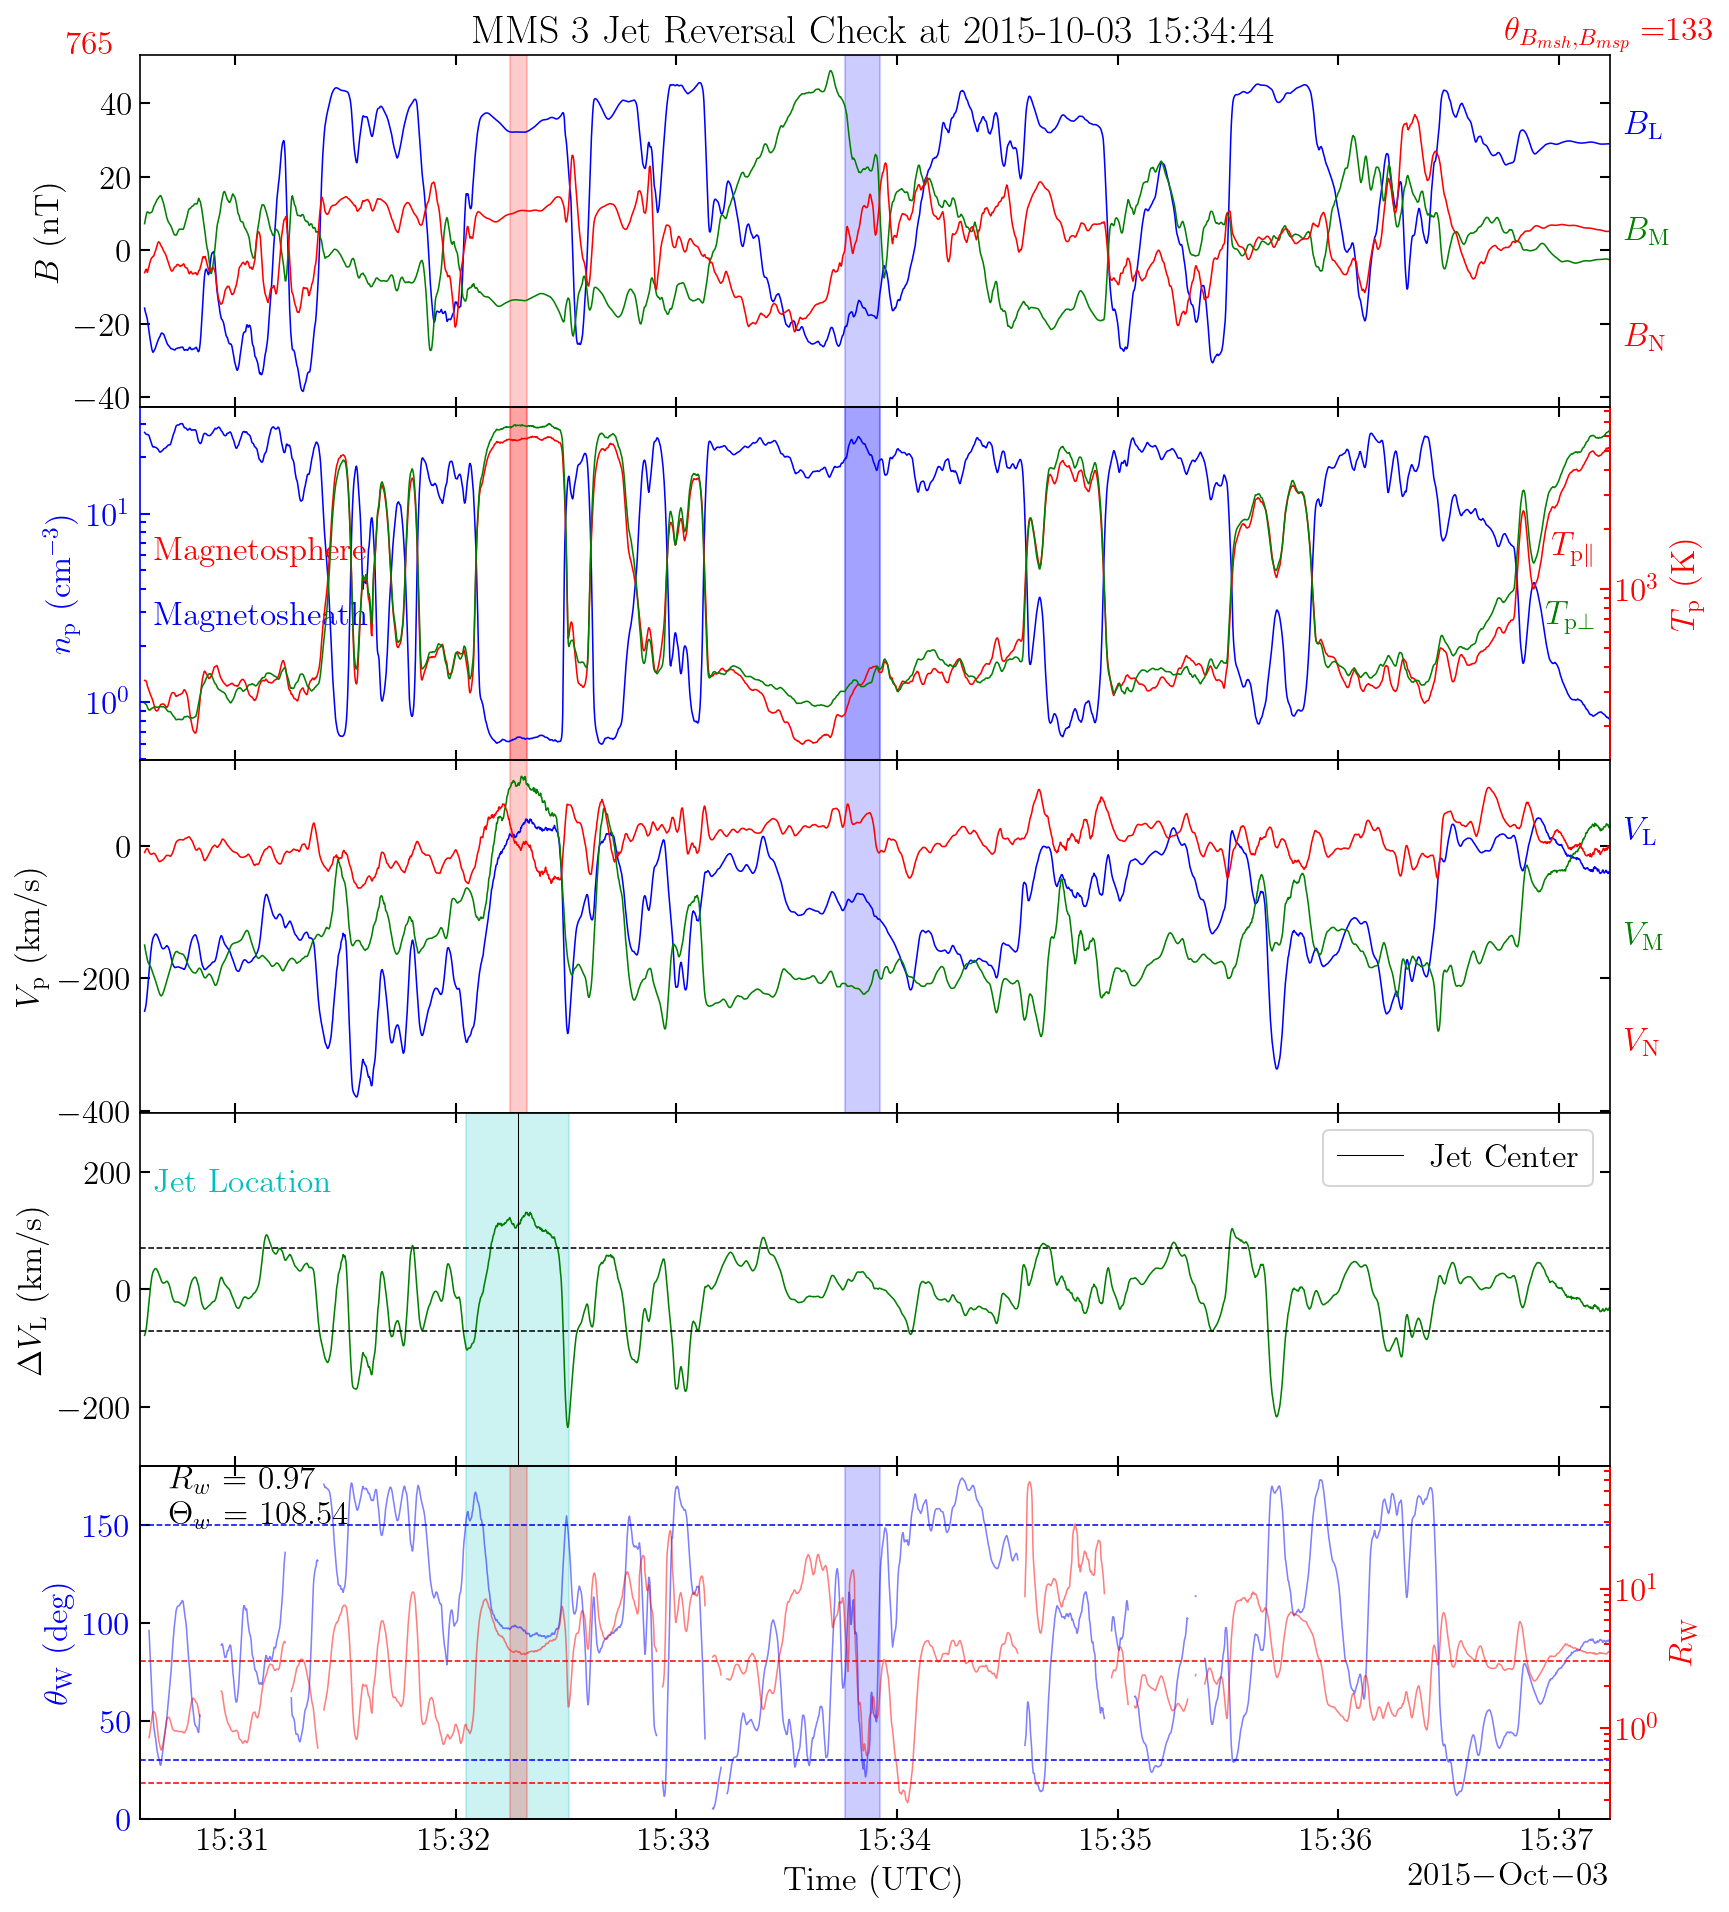 MMS 3 Jet Reversal Check at 2015-10-03 15:34:44
765
θ_{B_{msh},B_{msp}} =133
B (nT)
40
20
0
−20
−40
B_L
B_M
B_N
n_p (cm^{−3})
10^1
10^0
Magnetosphere
Magnetosheath
T_{p∥}
T_{p⊥}
10^3
T_p (K)
V_p (km/s)
0
−200
−400
V_L
V_M
V_N
ΔV_L (km/s)
200
0
−200
Jet Location
Jet Center
R_w = 0.97
Θ_w = 108.54
θ_W (deg)
150
100
50
0
10^1
10^0
R_W
15:31
15:32
15:33
15:34
15:35
15:36
15:37
Time (UTC)
2015−Oct−03